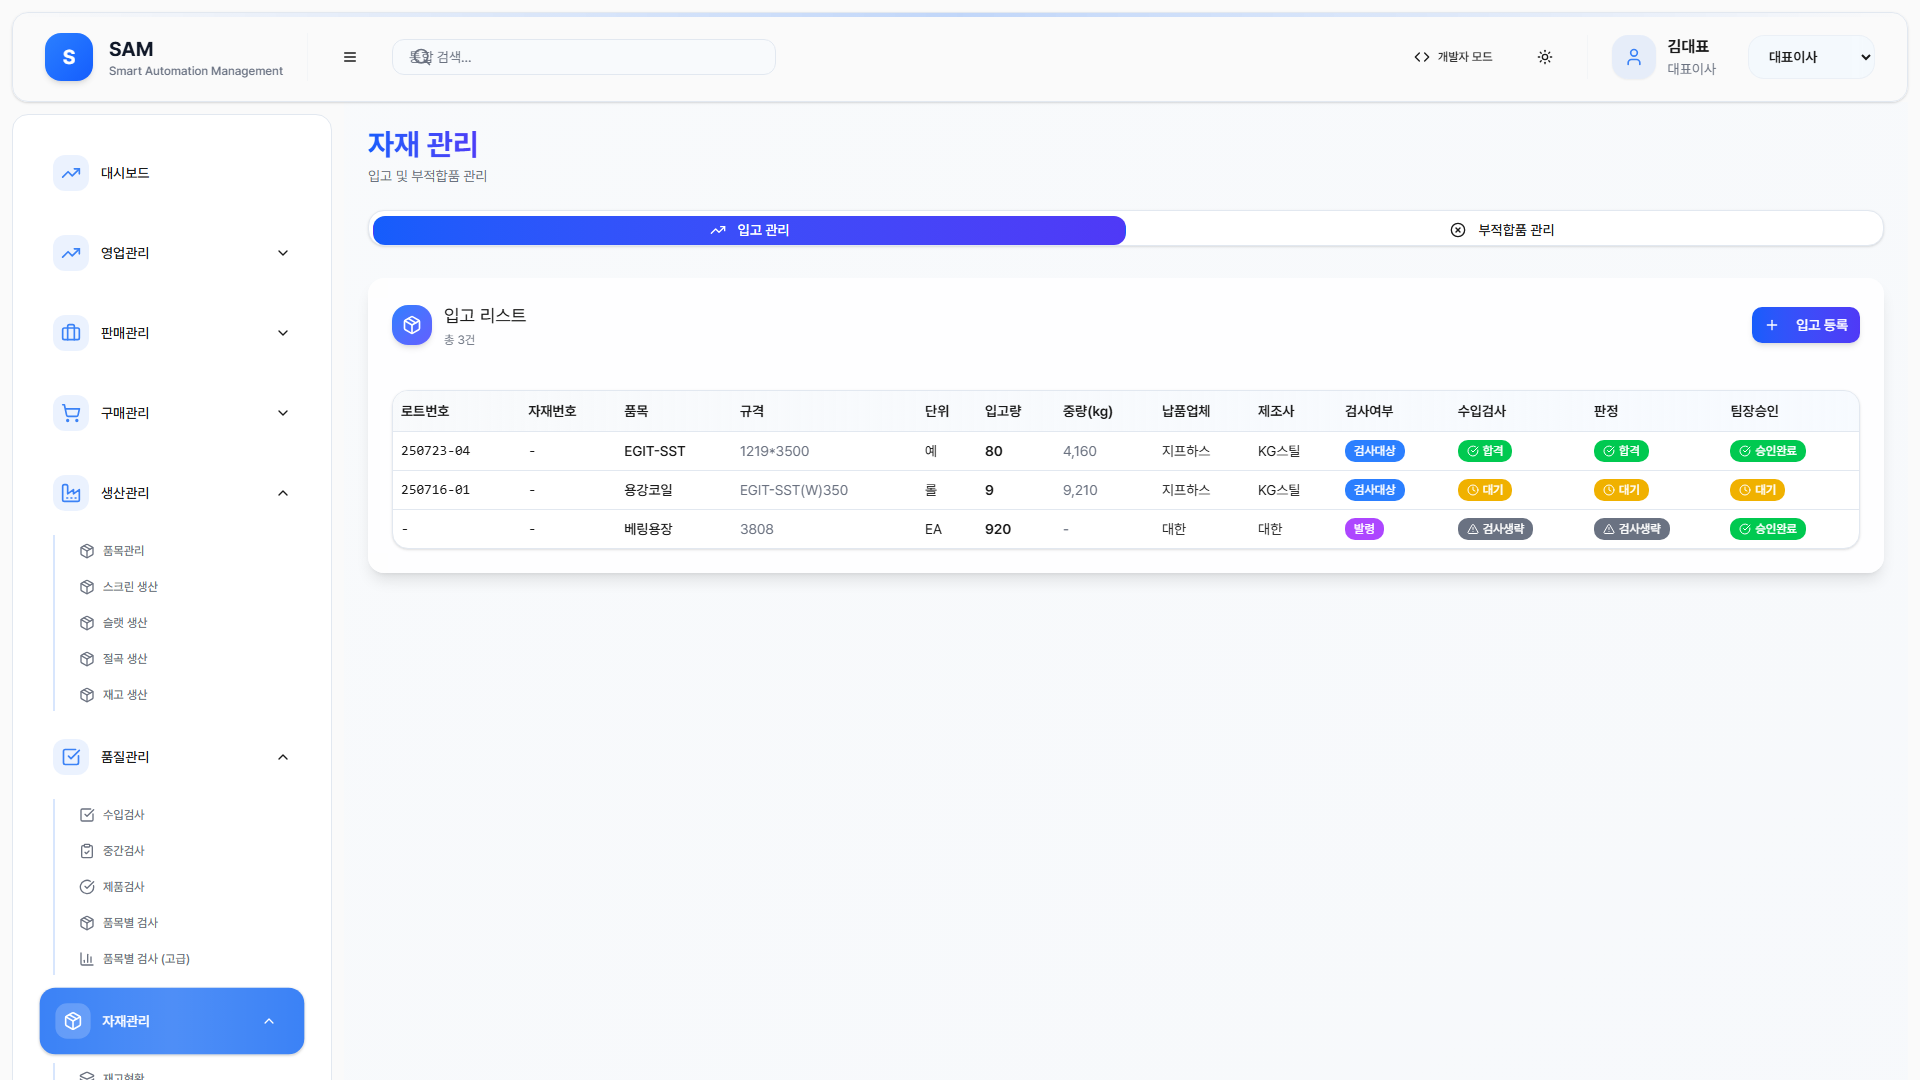 S
SAM
Smart Automation Management
통합 검색...
개발자 모드
김대표
대표이사
대표이사
대시보드
영업관리
판매관리
구매관리
생산관리
품목관리
스크린 생산
슬랫 생산
절곡 생산
재고 생산
품질관리
수입검사
중간검사
제품검사
품목별 검사
품목별 검사 (고급)
자재관리
재고현황
자재 관리
입고 및 부적합품 관리
입고 관리
부적합품 관리
입고 리스트
총 3건
입고 등록
로트번호 자재번호 품목 규격 단위 입고량 중량(kg) 납품업체 제조사 검사여부 수입검사 판정 팀장승인
250723-04 - EGIT-SST 1219*3500 예 80 4,160 지프하스 KG스틸 검사대상 합격 합격 승인완료
250716-01 - 용강코일 EGIT-SST(W)350 롤 9 9,210 지프하스 KG스틸 검사대상 대기 대기 대기
- - 베링용장 3808 EA 920 - 대한 대한 발령 검사생략 검사생략 승인완료